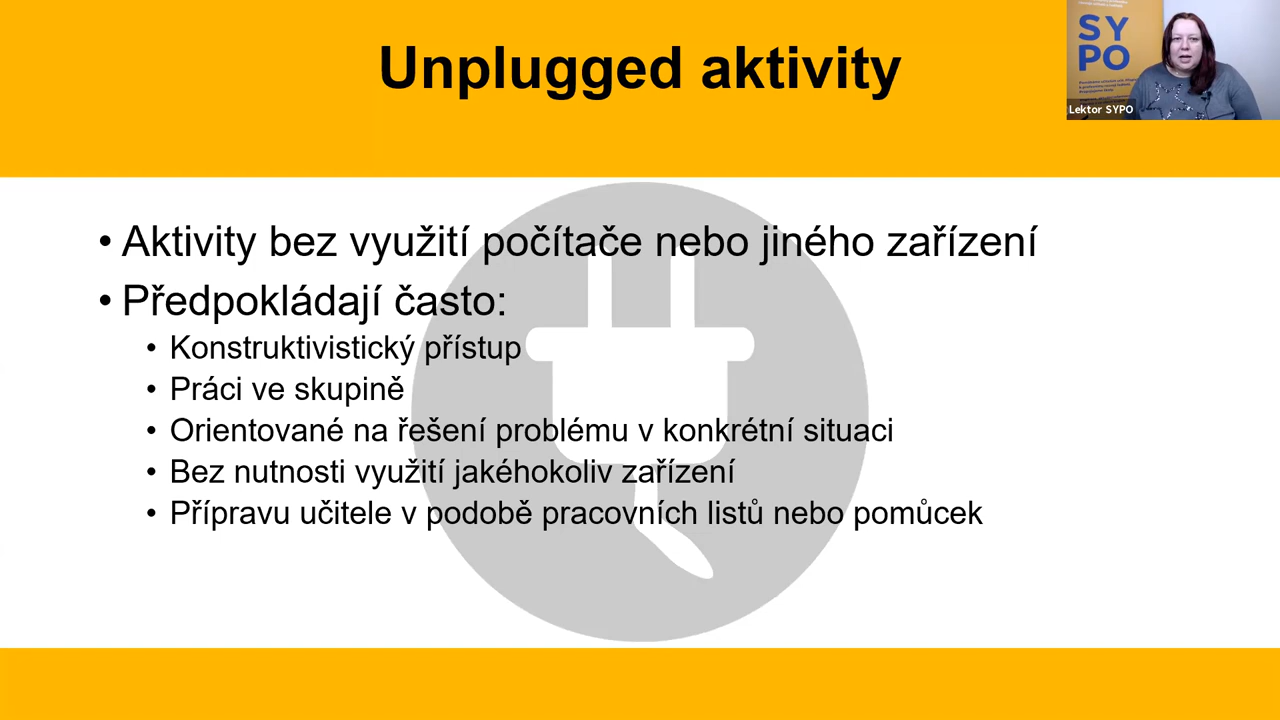 Unplugged aktivity
SY
PO
Lektor SYPO
• Aktivity bez využití počítače nebo jiného zařízení
• Předpokládají často:
• Konstruktivistický přístup
• Práci ve skupině
• Orientované na řešení problému v konkrétní situaci
• Bez nutnosti využití jakéhokoliv zařízení
• Přípravu učitele v podobě pracovních listů nebo pomůcek